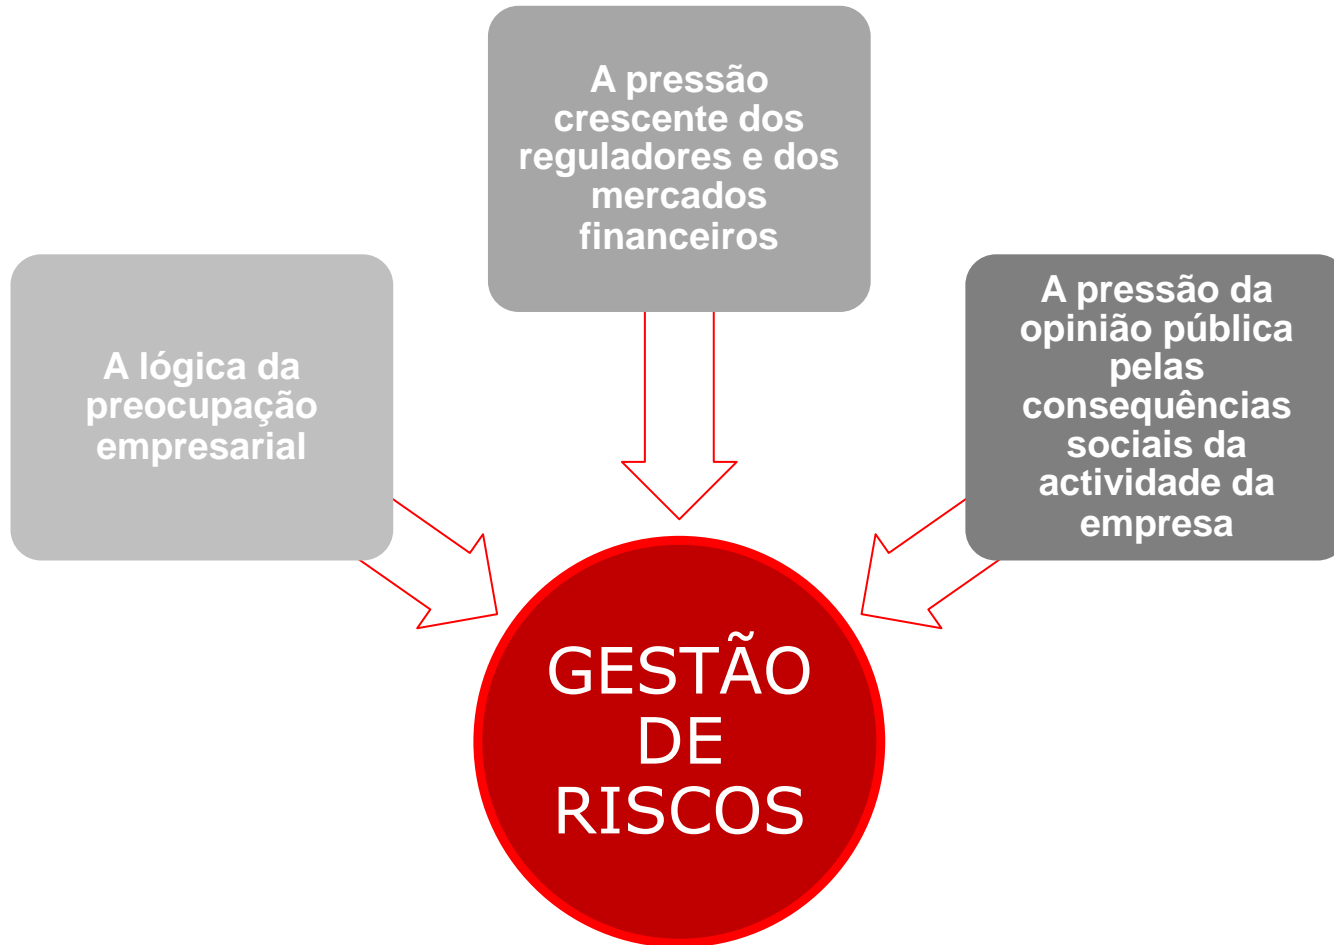 A pressão
crescente dos
reguladores e dos
mercados
financeiros
A lógica da
preocupação
empresarial
A pressão da
opinião pública
pelas
consequências
sociais da
actividade da
empresa
GESTÃO
DE
RISCOS